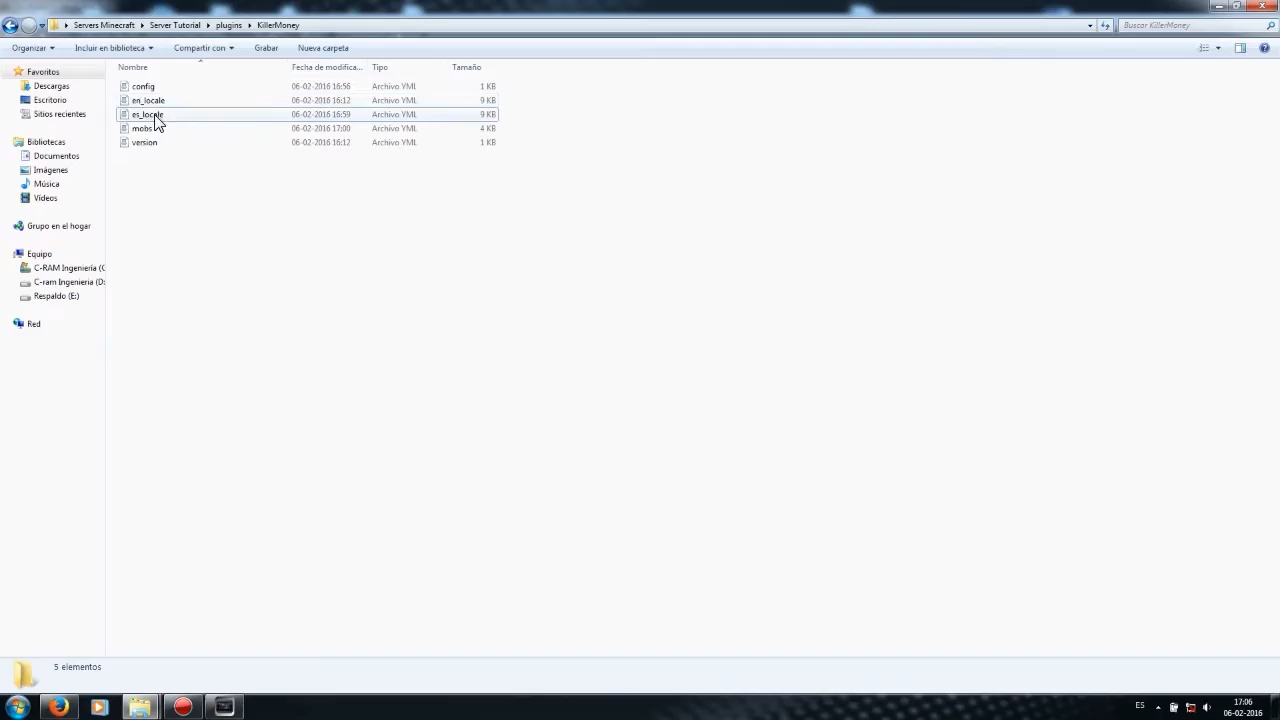 Servers Minecraft Server Tutorial plugins KillerMoney
Buscar KillerMoney
Organizar Incluir en biblioteca Compartir con Grabar Nueva carpeta
Nombre Fecha de modifica... Tipo Tamaño
Favoritos
Descargas
Escritorio
Sitios recientes
Bibliotecas
Documentos
Imágenes
Música
Vídeos
Grupo en el hogar
Equipo
C-RAM Ingeniería (C
C-ram Ingenieria (D:
Respaldo (E:)
Red
config 06-02-2016 16:56 Archivo YML 1 KB
en_locale 06-02-2016 16:12 Archivo YML 9 KB
es_locale 06-02-2016 16:59 Archivo YML 9 KB
mobs 06-02-2016 17:00 Archivo YML 4 KB
version 06-02-2016 16:12 Archivo YML 1 KB
5 elementos
ES
17:06
06-02-2016